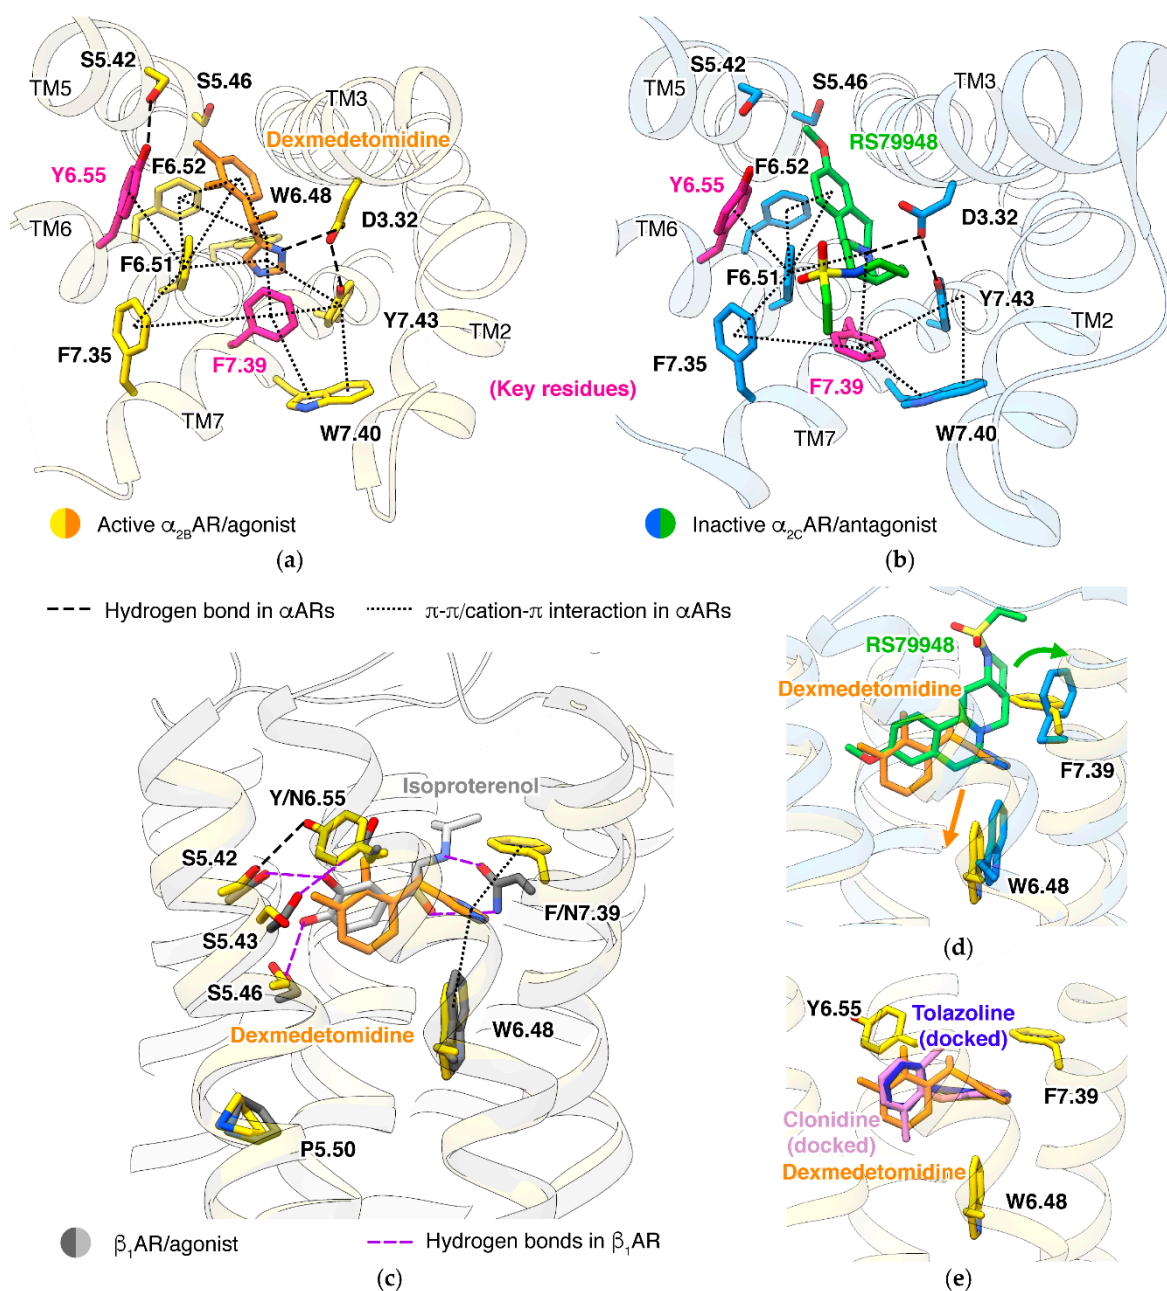 (a)
S5.42
S5.46
TM5
TM3
Dexmedetomidine
Y6.55
F6.52
W6.48
D3.32
TM6
F6.51
Y7.43
TM2
F7.35
F7.39
(Key residues)
TM7
W7.40
Active α2BAR/agonist
(a)
(b)
S5.42
S5.46
TM5
TM3
RS79948
F6.52
Y6.55
D3.32
TM6
F6.51
Y7.43
TM2
F7.35
F7.39
TM7
W7.40
Inactive α2CAR/antagonist
(b)
Hydrogen bond in αARs
π-π/cation-π interaction in αARs
Isoproterenol
Y/N6.55
S5.42
F/N7.39
S5.43
S5.46
Dexmedetomidine
W6.48
P5.50
β1AR/agonist
Hydrogen bonds in β1AR
(c)
RS79948
Dexmedetomidine
F7.39
W6.48
(d)
Y6.55
Tolazoline
(docked)
F7.39
Clonidine
(docked)
Dexmedetomidine
W6.48
(e)